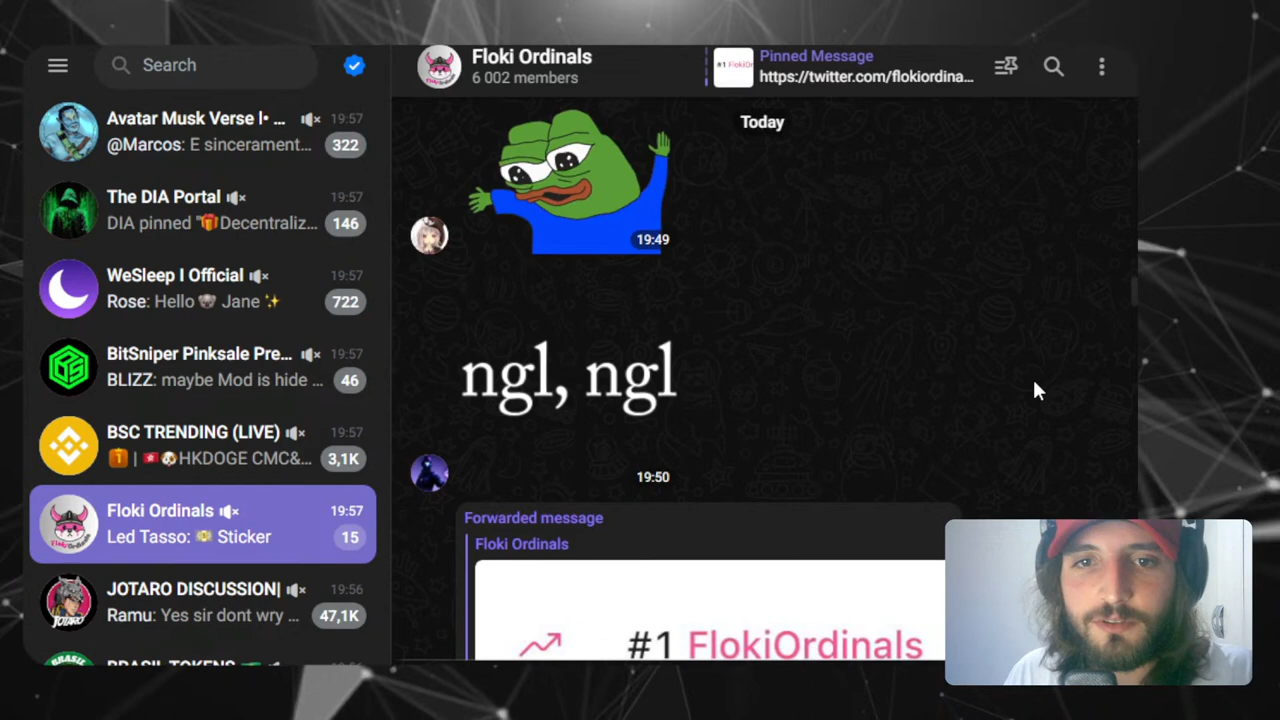 Search
Avatar Musk Verse l• ...
19:57
@Marcos: E sincerament...
322
The DIA Portal
19:57
DIA pinned "🎁Decentraliz...
146
WeSleep I Official
19:57
Rose: Hello 🐨 Jane ✨
722
BitSniper Pinksale Pre...
19:57
BLIZZ: maybe Mod is hide ...
46
BSC TRENDING (LIVE)
19:57
| 🇭🇰🐶HKDOGE CMC&...
3,1K
Floki Ordinals
19:57
Led Tasso: 💴 Sticker
15
JOTARO DISCUSSION|
19:56
Ramu: Yes sir dont wry ...
47,1K
Floki Ordinals
6 002 members
#1 FlokiOr
Pinned Message
https://twitter.com/flokiordina...
Today
19:49
ngl, ngl
19:50
Forwarded message
Floki Ordinals
#1 FlokiOrdinals